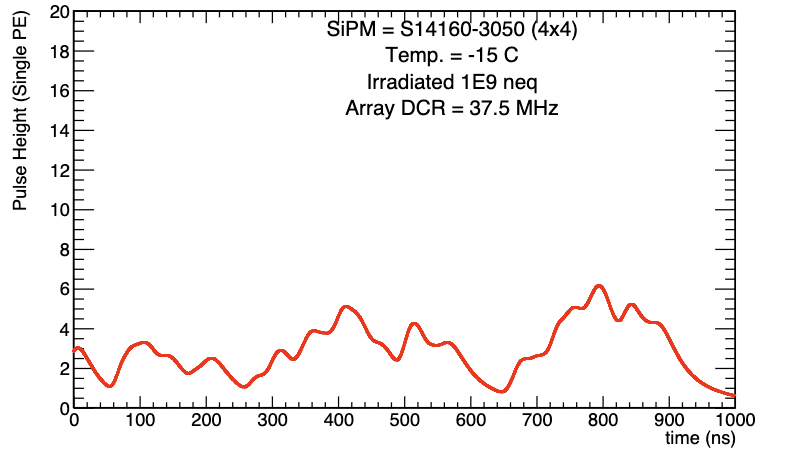 SiPM = S14160-3050 (4x4)
Temp. = -15 C
Irradiated 1E9 neq
Array DCR = 37.5 MHz
Pulse Height (Single PE)
20
18
16
14
12
10
8
6
4
2
0
0 100 200 300 400 500 600 700 800 900 1000
time (ns)